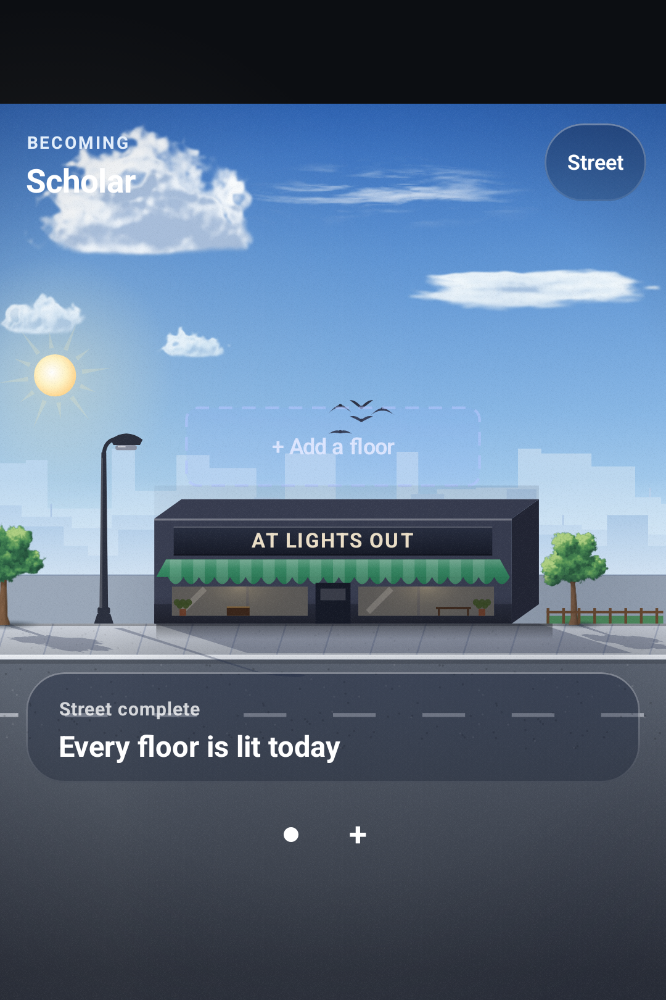 BECOMING
Scholar
Street
+ Add a floor
AT LIGHTS OUT
Street complete
Every floor is lit today
+